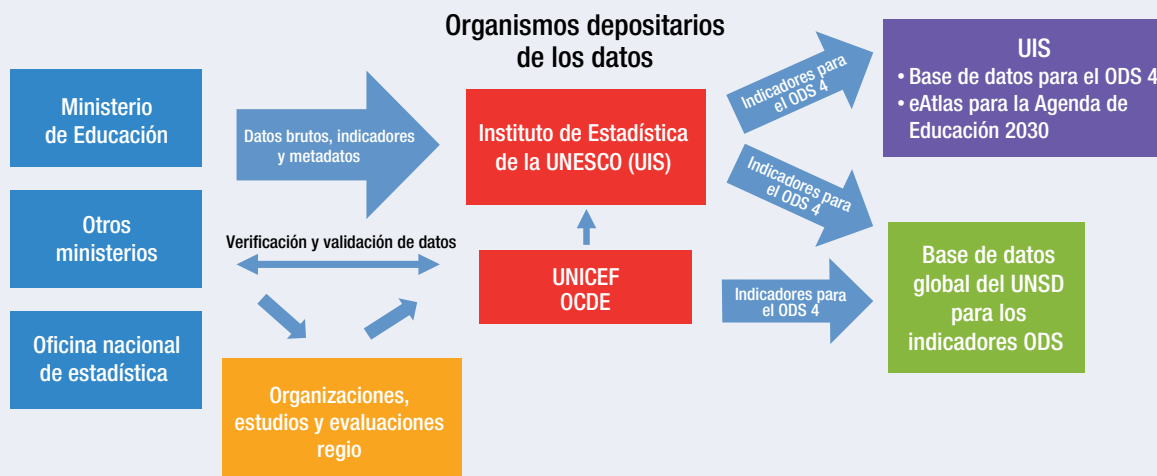 Organismos depositarios
de los datos
Ministerio
de Educación
Otros
ministerios
Oficina nacional
de estadística
Datos brutos, indicadores
y metadatos
Verificación y validación de datos
Organizaciones,
estudios y evaluaciones
regio
Instituto de Estadística
de la UNESCO (UIS)
UNICEF
OCDE
Indicadores para
el ODS 4
Indicadores para
el ODS 4
Indicadores para
el ODS 4
UIS
• Base de datos para el ODS 4
• eAtlas para la Agenda de
Educación 2030
Base de datos
global del UNSD
para los
indicadores ODS